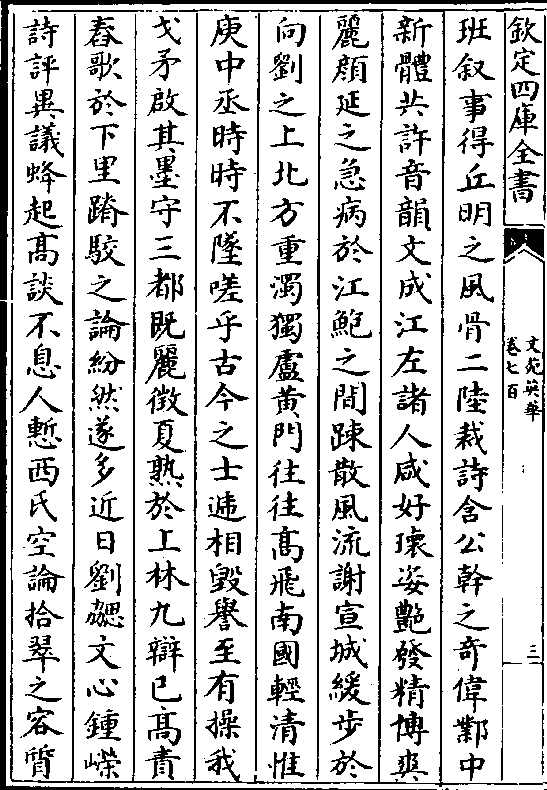 欽定四庫全書
文苑英華
卷七百
三
班叙事得丘明之風骨二陸裁詩含公幹之奇偉鄴中
新體共許音韻文成江左諸人咸好瓌姿艷發精博爽
麗顔延之急病於江鮑之間踈散風流謝宣城緩步於
向劉之上北方重濁獨盧黄門往往髙飛南國輕清惟
庾中丞時時不墜嗟乎古今之士逓相毁譽至有操我
戈矛啟其墨守三都既麗徴夏熟於上林九辯已髙責
舂歌於下里踳駮之論紛然遂多近日劉勰文心鍾嶸
詩評異議蜂起髙談不息人慙西氏空論拾翠之容質